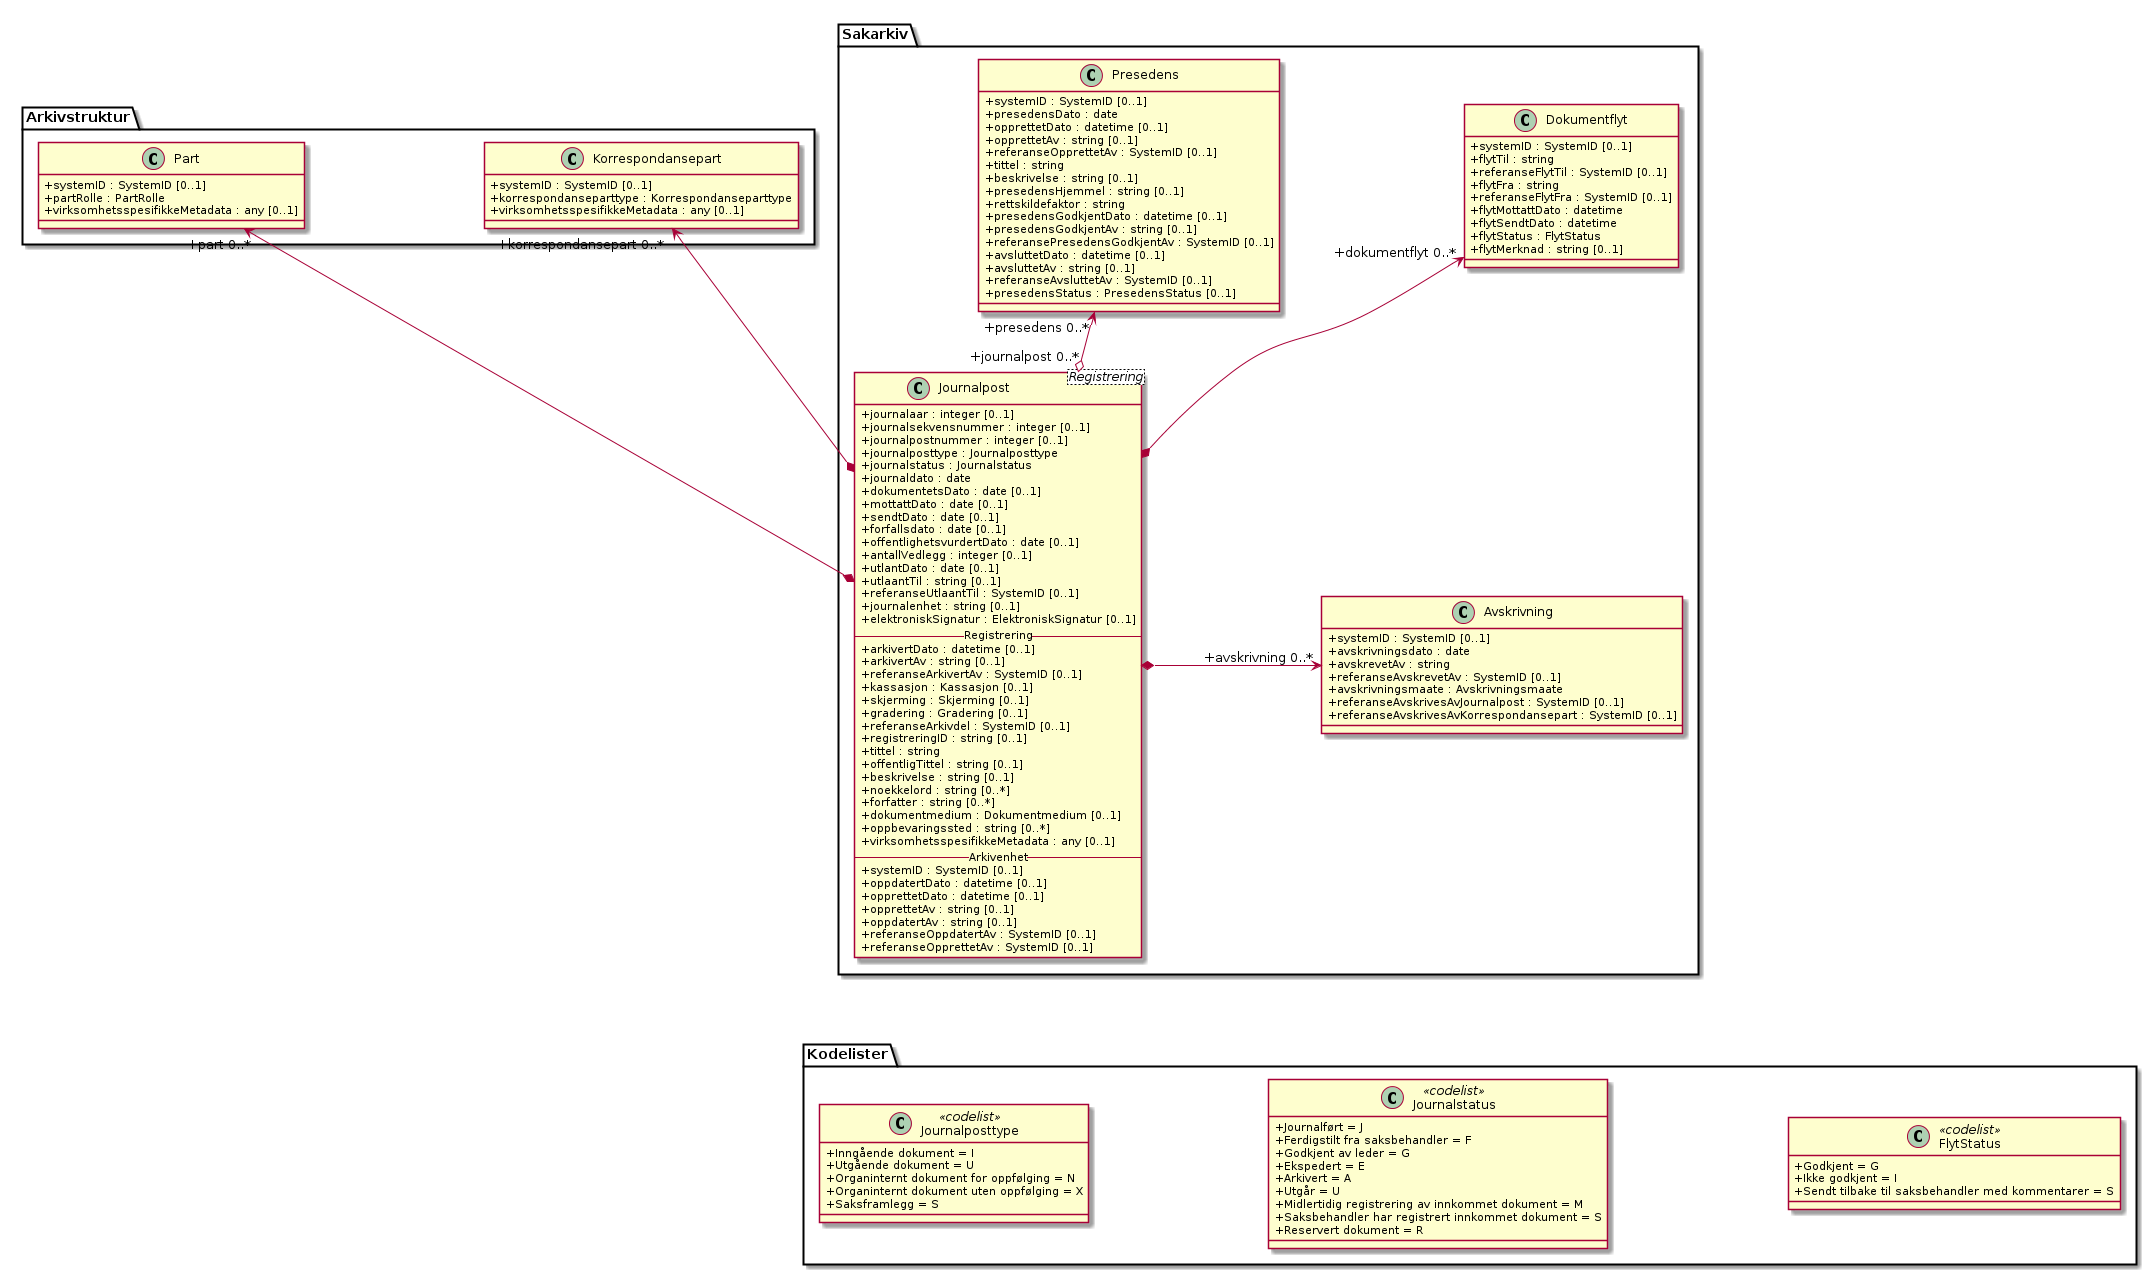 Arkivstruktur
Part
+systemID : SystemID [0..1]
+partRolle : PartRolle
+virksomhetsspesifikkeMetadata : any [0..1]
Korrespondansepart
+systemID : SystemID [0..1]
+korrespondanseparttype : Korrespondanseparttype
+virksomhetsspesifikkeMetadata : any [0..1]
+part 0..*
+korrespondansepart 0..*
Sakarkiv
Presedens
+systemID : SystemID [0..1]
+presedensDato : date
+opprettetDato : datetime [0..1]
+opprettetAv : string [0..1]
+referanseOpprettetAv : SystemID [0..1]
+tittel : string
+beskrivelse : string [0..1]
+presedensHjemmel : string [0..1]
+rettskildefaktor : string
+presedensGodkjentDato : datetime [0..1]
+presedensGodkjentAv : string [0..1]
+referansePresedensGodkjentAv : SystemID [0..1]
+avsluttetDato : datetime [0..1]
+avsluttetAv : string [0..1]
+referanseAvsluttetAv : SystemID [0..1]
+presedensStatus : PresedensStatus [0..1]
Dokumentflyt
+systemID : SystemID [0..1]
+flytTil : string
+referanseFlytTil : SystemID [0..1]
+flytFra : string
+referanseFlytFra : SystemID [0..1]
+flytMottattDato : datetime
+flytSendtDato : datetime
+flytStatus : FlytStatus
+flytMerknad : string [0..1]
+dokumentflyt 0..*
+presedens 0..*
+journalpost 0..*
Registrering
Journalpost
+journalaar : integer [0..1]
+journalsekvensnummer : integer [0..1]
+journalpostnummer : integer [0..1]
+journalposttype : Journalposttype
+journalstatus : Journalstatus
+journaldato : date
+dokumentetsDato : date [0..1]
+mottattDato : date [0..1]
+sendtDato : date [0..1]
+forfallsdato : date [0..1]
+offentlighetsvurdertDato : date [0..1]
+antallVedlegg : integer [0..1]
+utlantDato : date [0..1]
+utlaantTil : string [0..1]
+referanseUtlaantTil : SystemID [0..1]
+journalenhet : string [0..1]
+elektroniskSignatur : ElektroniskSignatur [0..1]
Registrering
+arkivertDato : datetime [0..1]
+arkivertAv : string [0..1]
+referanseArkivertAv : SystemID [0..1]
+kassasjon : Kassasjon [0..1]
+skjerming : Skjerming [0..1]
+gradering : Gradering [0..1]
+referanseArkivdel : SystemID [0..1]
+registreringID : string [0..1]
+tittel : string
+offentligTittel : string [0..1]
+beskrivelse : string [0..1]
+noekkelord : string [0..*]
+forfatter : string [0..*]
+dokumentmedium : Dokumentmedium [0..1]
+oppbevaringssted : string [0..*]
+virksomhetsspesifikkeMetadata : any [0..1]
Arkivenhet
+systemID : SystemID [0..1]
+oppdatertDato : datetime [0..1]
+opprettetDato : datetime [0..1]
+opprettetAv : string [0..1]
+oppdatertAv : string [0..1]
+referanseOppdatertAv : SystemID [0..1]
+referanseOpprettetAv : SystemID [0..1]
+avskrivning 0..*
Avskrivning
+systemID : SystemID [0..1]
+avskrivningsdato : date
+avskrevetAv : string
+referanseAvskrevetAv : SystemID [0..1]
+avskrivningsmaate : Avskrivningsmaate
+referanseAvskrivesAvJournalpost : SystemID [0..1]
+referanseAvskrivesAvKorrespondansepart : SystemID [0..1]
Kodelister
«codelist»
Journalposttype
+Inngående dokument = I
+Utgående dokument = U
+Organinternt dokument for oppfølging = N
+Organinternt dokument uten oppfølging = X
+Saksframlegg = S
«codelist»
Journalstatus
+Journalført = J
+Ferdigstilt fra saksbehandler = F
+Godkjent av leder = G
+Ekspedert = E
+Arkivert = A
+Utgår = U
+Midlertidig registrering av innkommet dokument = M
+Saksbehandler har registrert innkommet dokument = S
+Reservert dokument = R
«codelist»
FlytStatus
+Godkjent = G
+Ikke godkjent = I
+Sendt tilbake til saksbehandler med kommentarer = S